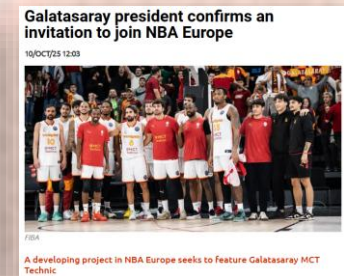 Galatasaray president confirms an
invitation to join NBA Europe
10/OCT/25 12:03
FIBA
A developing project in NBA Europe seeks to feature Galatasaray MCT
Technic